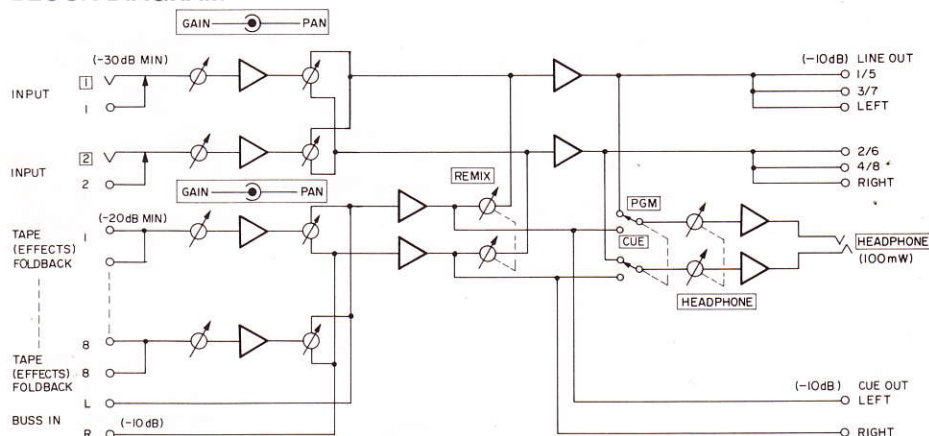 BLOCK DIAGRAM
GAIN PAN
(-30dB MIN)
INPUT 1
1
INPUT 2
2
GAIN PAN
(-20dB MIN)
TAPE (EFFECTS) FOLDBACK
1
8
TAPE (EFFECTS) FOLDBACK
8
BUSS IN
L
R (-10dB)
REMIX
PGM
CUE
HEADPHONE
(-10dB) LINE OUT
1/5
3/7
LEFT
2/6
4/8
RIGHT
HEADPHONE
(100mW)
(-10dB) CUE OUT
LEFT
RIGHT